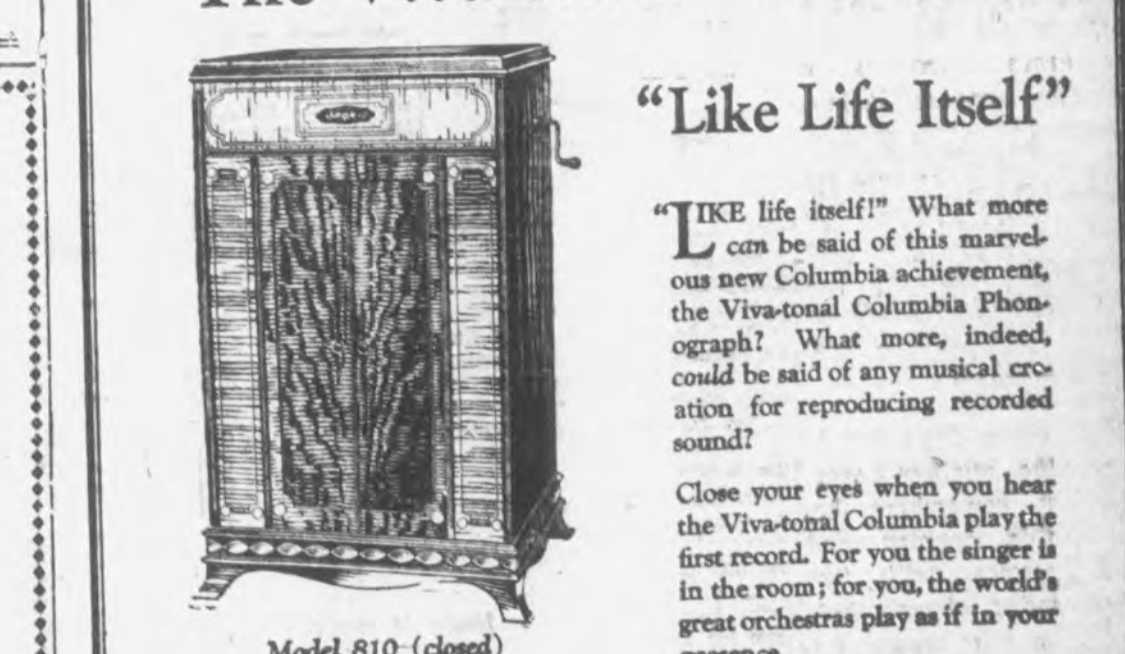 The
“Like Life Itself”
“LIKE life itself!” What more
can be said of this marvel-
ous new Columbia achievement,
the Viva-tonal Columbia Phon-
ograph? What more, indeed,
could be said of any musical cre-
ation for reproducing recorded
sound?
Close your eyes when you hear
the Viva-tonal Columbia play the
first record. For you the singer is
in the room; for you, the world's
great orchestras play as if in your
Model 810 (closed)